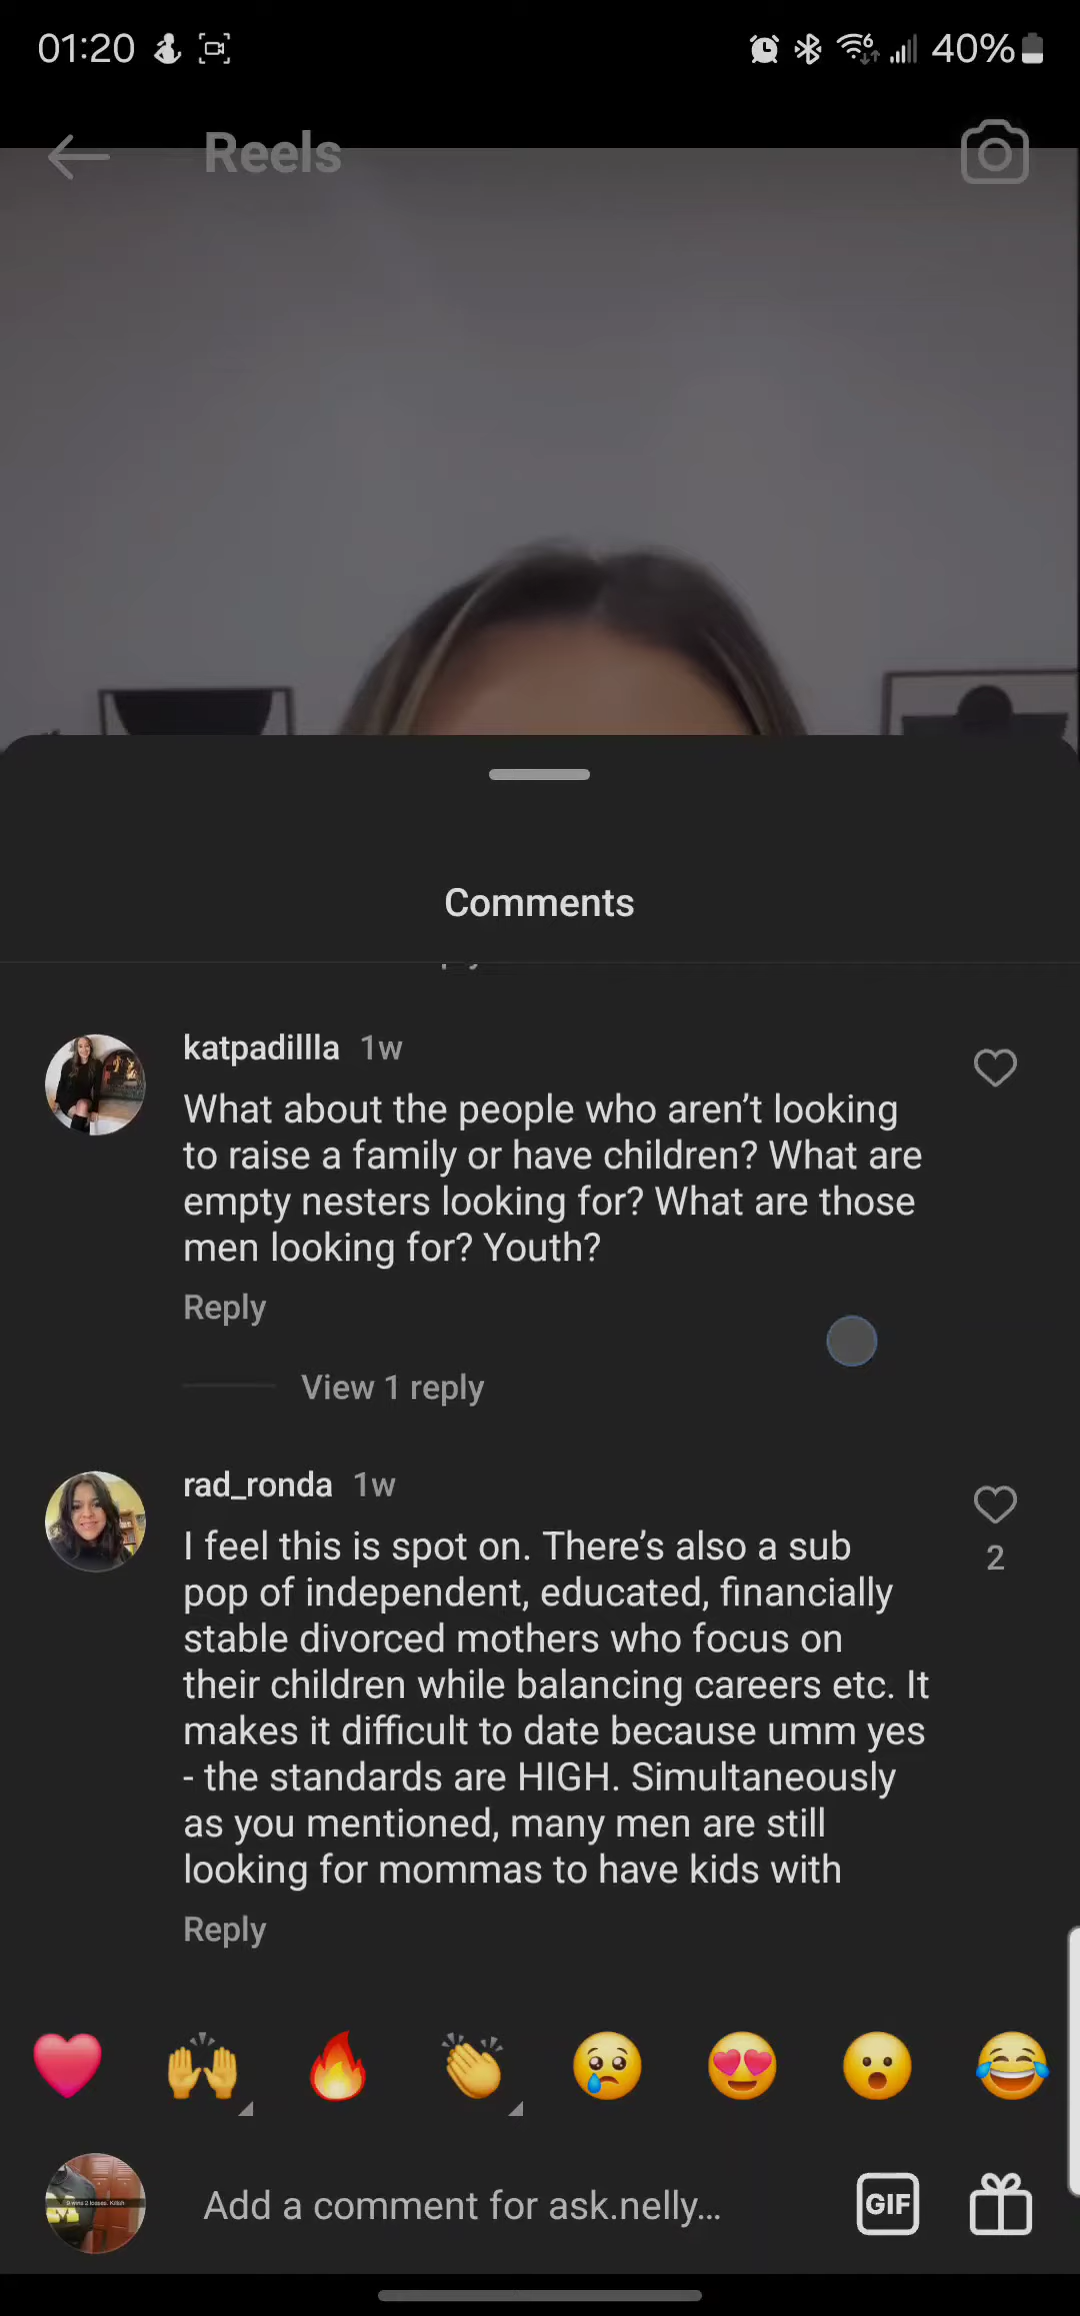 01:20
6 40%
Reels
Comments
katpadillla 1w
What about the people who aren’t looking
to raise a family or have children? What are
empty nesters looking for? What are those
men looking for? Youth?
Reply
View 1 reply
rad_ronda 1w
I feel this is spot on. There’s also a sub
pop of independent, educated, financially
stable divorced mothers who focus on
their children while balancing careers etc. It
makes it difficult to date because umm yes
- the standards are HIGH. Simultaneously
as you mentioned, many men are still
looking for mommas to have kids with
Reply
2
Add a comment for ask.nelly...
GIF